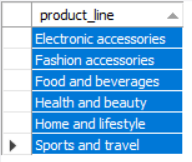 product_line
Electronic accessories
Fashion accessories
Food and beverages
Health and beauty
Home and lifestyle
Sports and travel